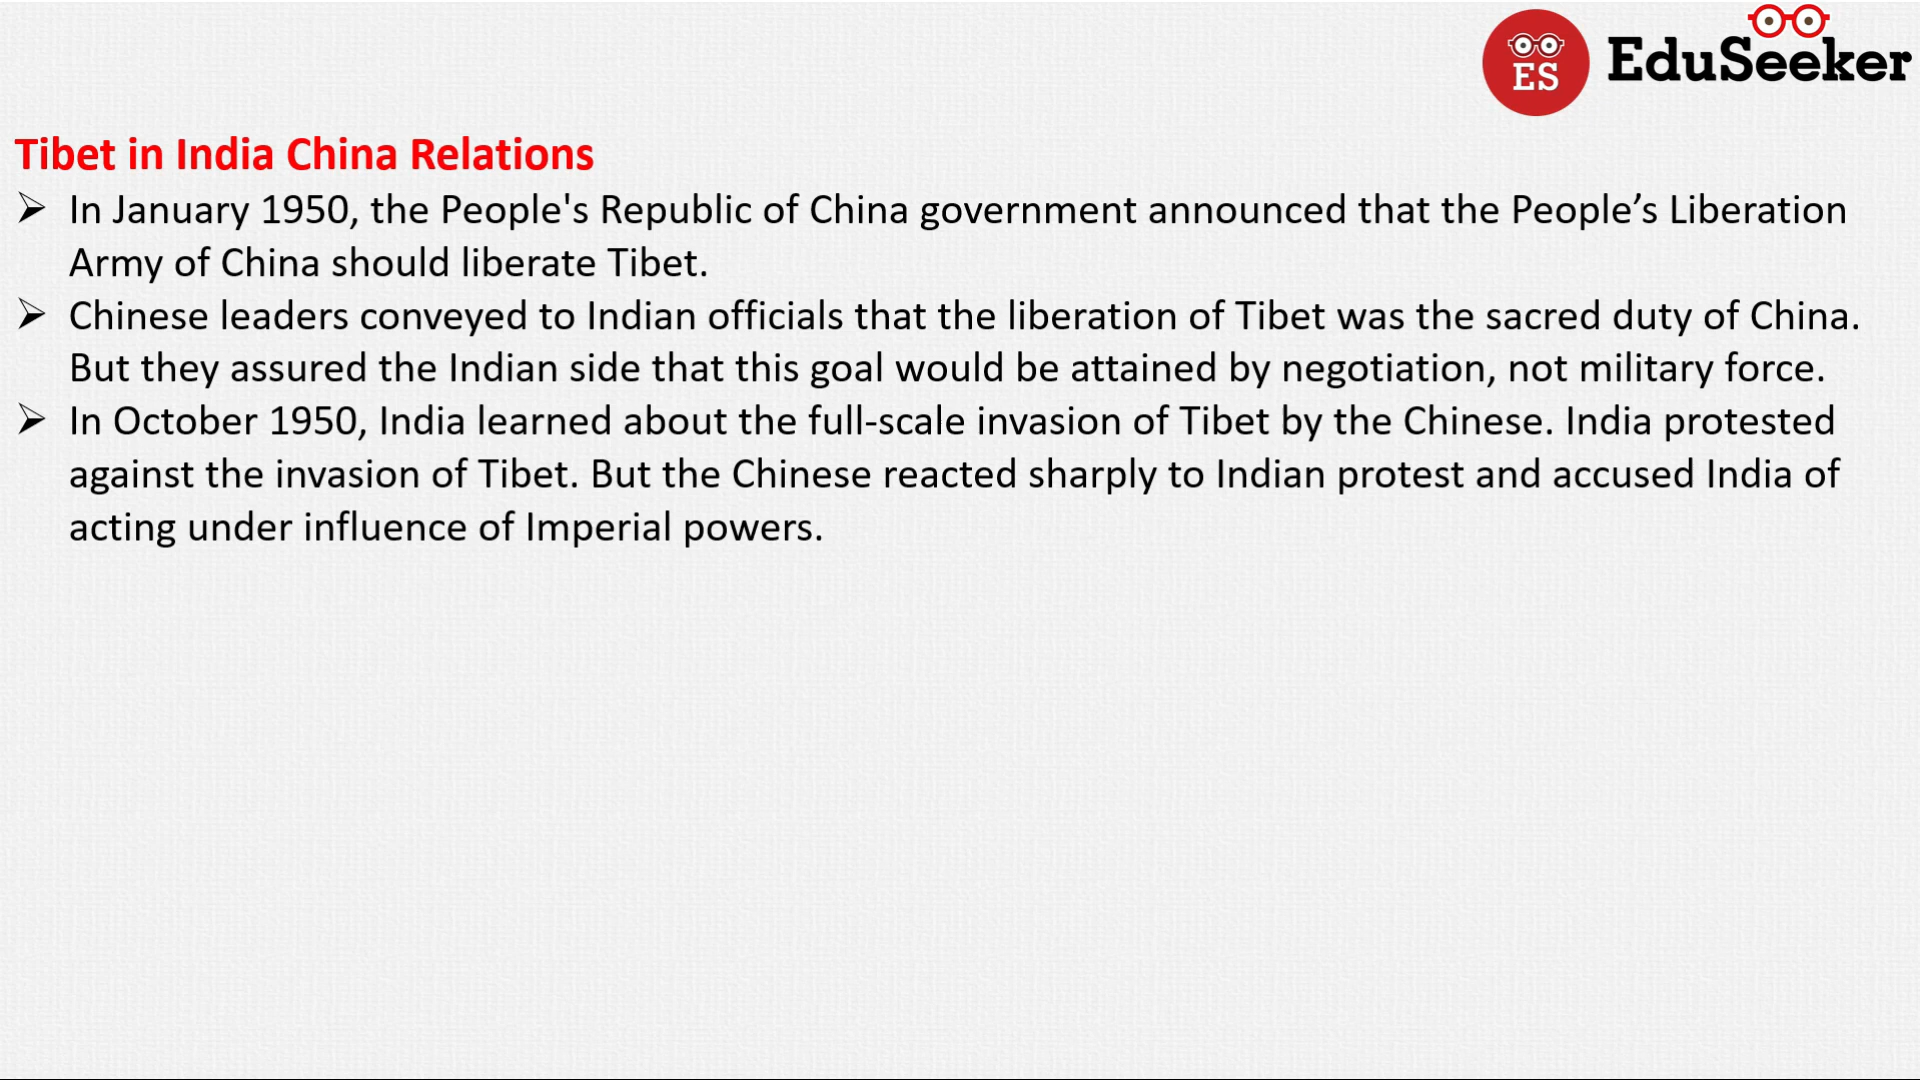 ES
EduSeeker
Tibet in India China Relations
➢ In January 1950, the People's Republic of China government announced that the People’s Liberation
Army of China should liberate Tibet.
➢ Chinese leaders conveyed to Indian officials that the liberation of Tibet was the sacred duty of China.
But they assured the Indian side that this goal would be attained by negotiation, not military force.
➢ In October 1950, India learned about the full-scale invasion of Tibet by the Chinese. India protested
against the invasion of Tibet. But the Chinese reacted sharply to Indian protest and accused India of
acting under influence of Imperial powers.